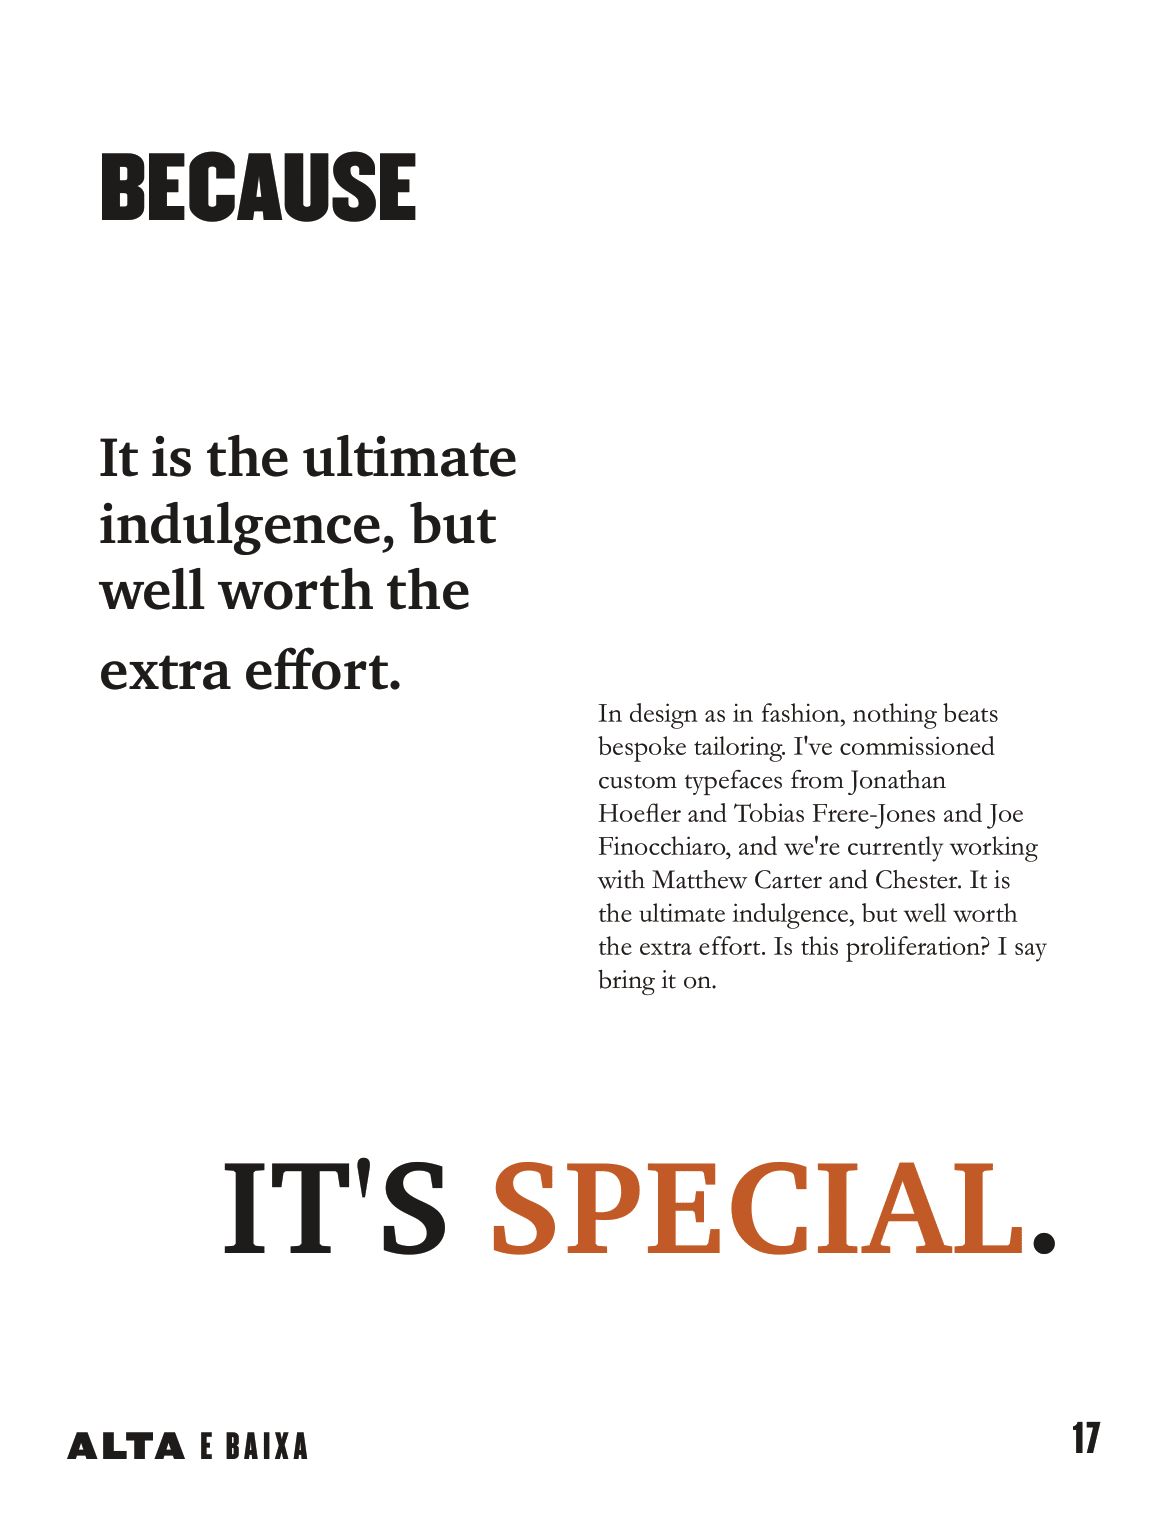 BECAUSE
It is the ultimate
indulgence, but
well worth the
extra effort.
In design as in fashion, nothing beats
bespoke tailoring. I've commissioned
custom typefaces from Jonathan
Hoefler and Tobias Frere-Jones and Joe
Finocchiaro, and we're currently working
with Matthew Carter and Chester. It is
the ultimate indulgence, but well worth
the extra effort. Is this proliferation? I say
bring it on.
IT'S SPECIAL.
ALTA E BAIXA
17